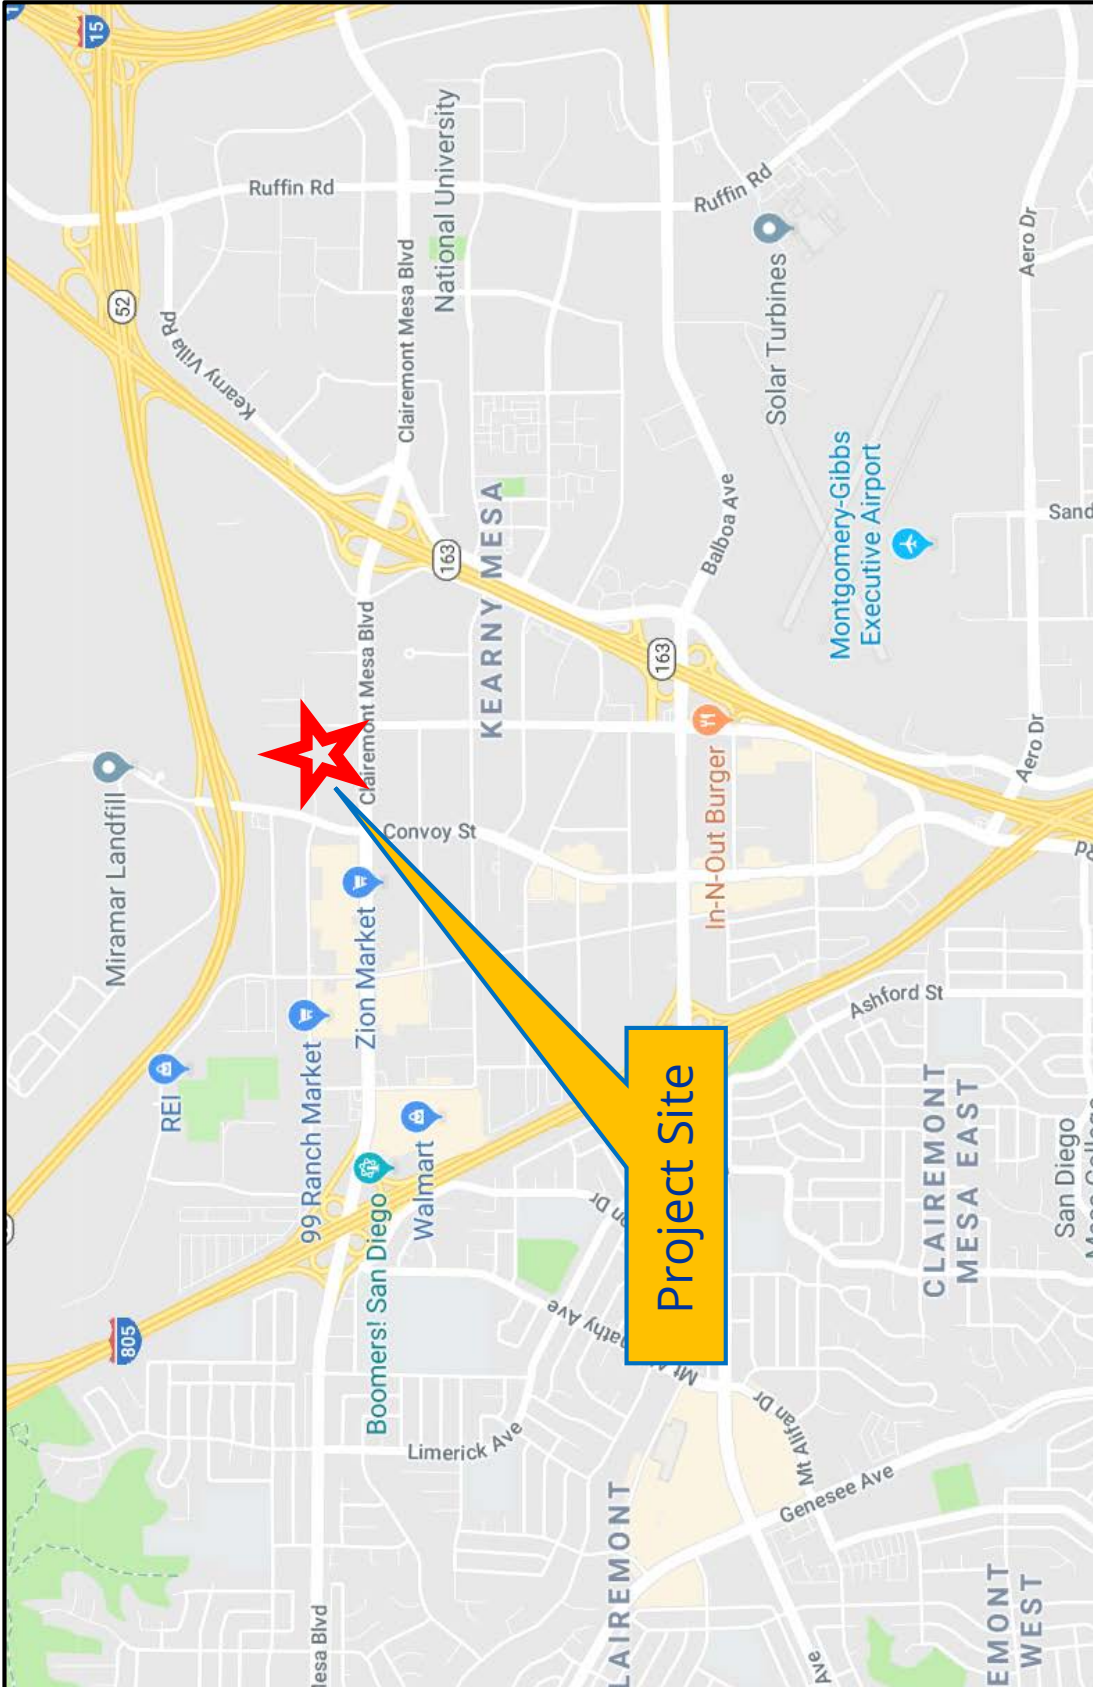 15
1
52
805
Miramar Landfill
REI
Kearny Villa Rd
Ruffin Rd
99 Ranch Market
Zion Market
Clairemont Mesa Blvd
Clairemont Mesa Blvd
Boomers! San Diego
Walmart
Convoy St
National University
163
KEARNY MESA
Limerick Ave
Project Site
163
Balboa Ave
Ruffin Rd
In-N-Out Burger
Solar Turbines
Montgomery-Gibbs
Executive Airport
Mt Alifan Dr
Genesee Ave
Ashford St
CLAIREMONT
MESA EAST
San Diego
Aero Dr
Aero Dr
Sand
LAIREMONT
EMONT
WEST
Ave